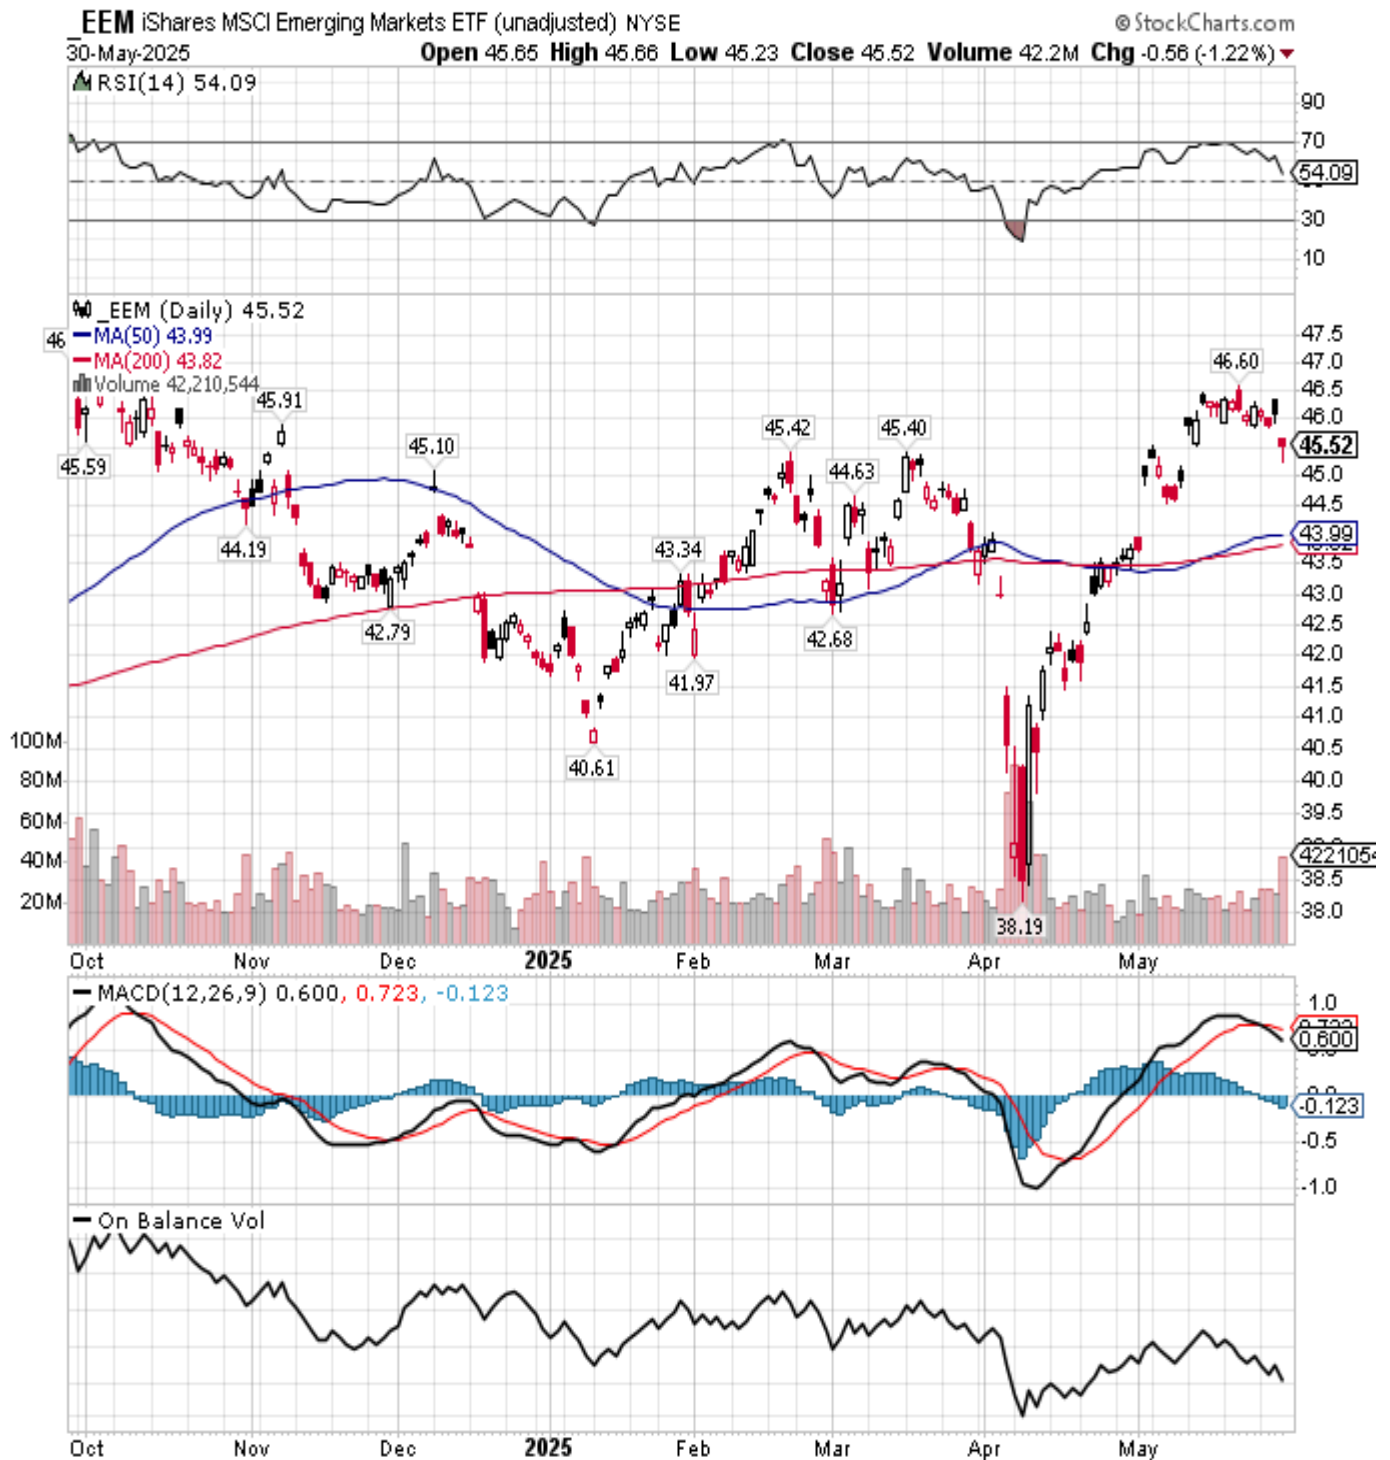 _EEM iShares MSCI Emerging Markets ETF (unadjusted) NYSE
© StockCharts.com
30-May-2025
Open 45.65 High 45.66 Low 45.23 Close 45.52 Volume 42.2M Chg -0.56 (-1.22%)
RSI(14) 54.09
90
70
54.09
30
10
_EEM (Daily) 45.52
46
MA(50) 43.99
MA(200) 43.82
Volume 42,210,544
45.59
44.19
45.91
42.79
45.10
40.61
43.34
41.97
45.42
42.68
44.63
45.40
38.19
46.60
47.5
47.0
46.5
46.0
45.52
45.0
44.5
43.99
43.5
43.0
42.5
42.0
41.5
41.0
40.5
40.0
39.5
4221054
38.5
38.0
100M
80M
60M
40M
20M
Oct Nov Dec 2025 Feb Mar Apr May
MACD(12,26,9) 0.600, 0.723, -0.123
1.0
0.600
-0.123
-0.5
-1.0
On Balance Vol
Oct Nov Dec 2025 Feb Mar Apr May